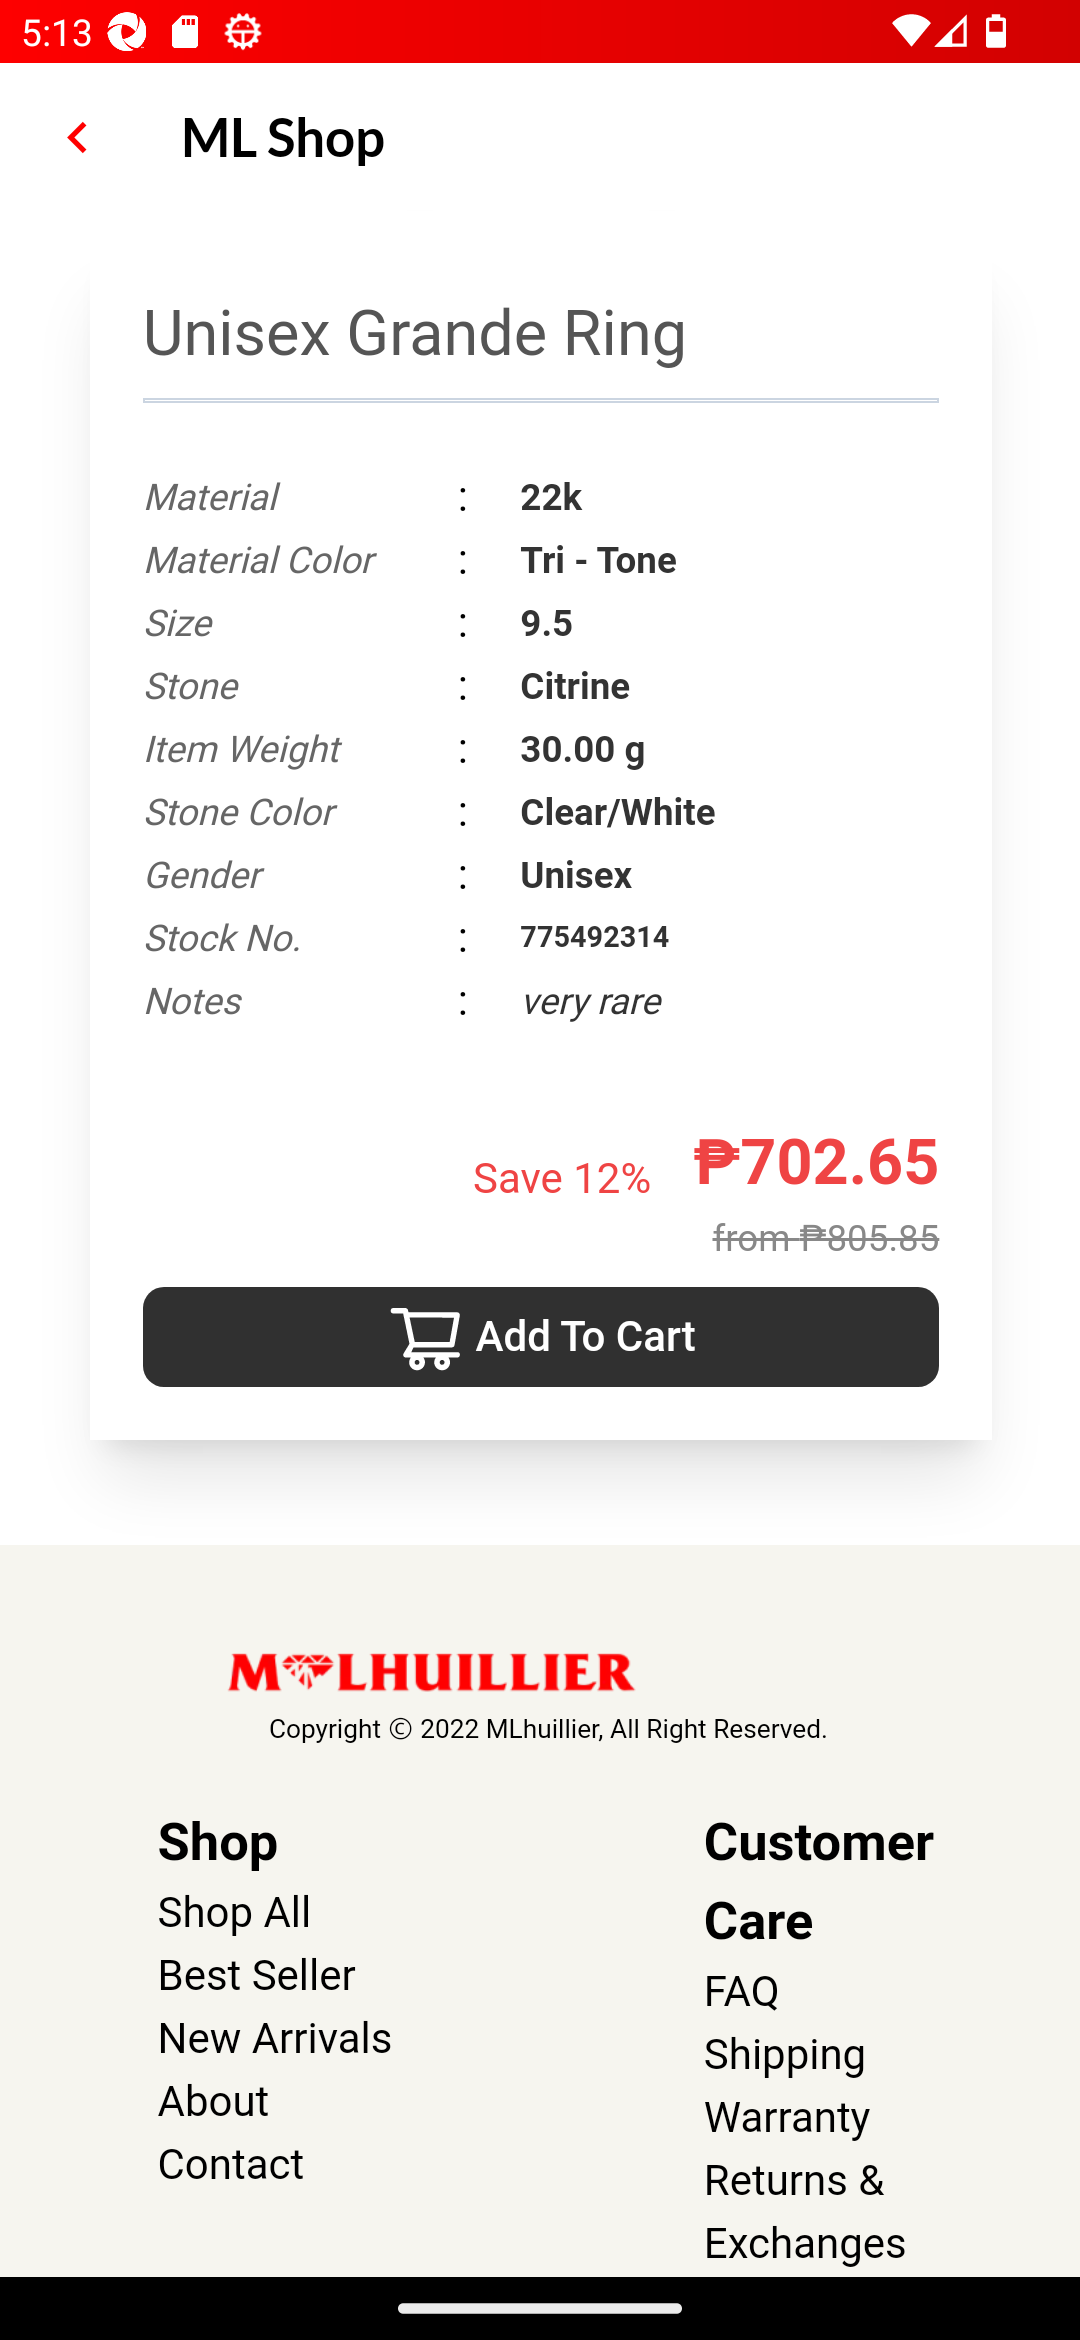 5:13
ML Shop
Unisex Grande Ring
Material : 22k
Material Color : Tri - Tone
Size : 9.5
Stone : Citrine
Item Weight : 30.00 g
Stone Color : Clear/White
Gender : Unisex
Stock No. : 775492314
Notes : very rare
Save 12% ₱702.65
from ₱805.85
Add To Cart
MLHUILLIER
Copyright © 2022 MLhuillier, All Right Reserved.
Shop
Shop All
Best Seller
New Arrivals
About
Contact
Customer
Care
FAQ
Shipping
Warranty
Returns &
Exchanges